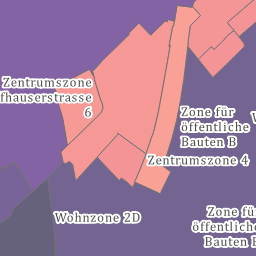 Zentrumszone
fhauserstrasse
6
Zone für
öffentliche
Bauten B
Zentrumszone 4
Wohnzone 2D
Zone für
öffentliche
Bauten